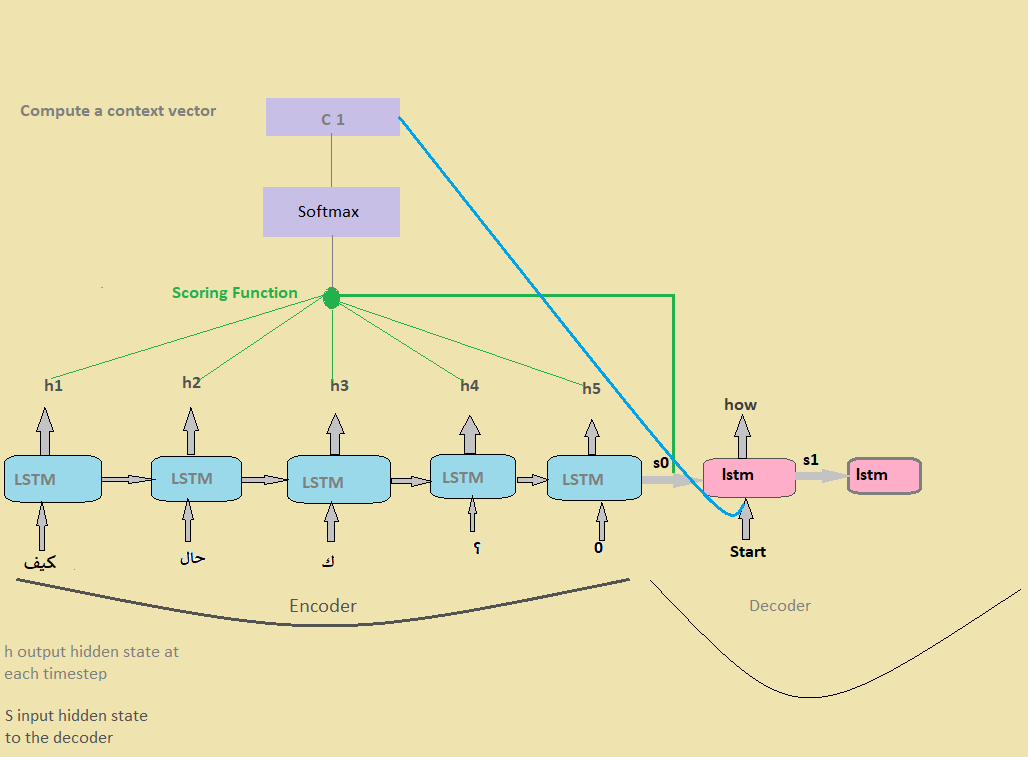 Compute a context vector
C 1
Softmax
Scoring Function
h1
h2
h3
h4
h5
how
s0
s1
LSTM
LSTM
LSTM
LSTM
LSTM
lstm
lstm
كيف
حال
ك
؟
0
Start
Encoder
Decoder
h output hidden state at
each timestep
S input hidden state
to the decoder